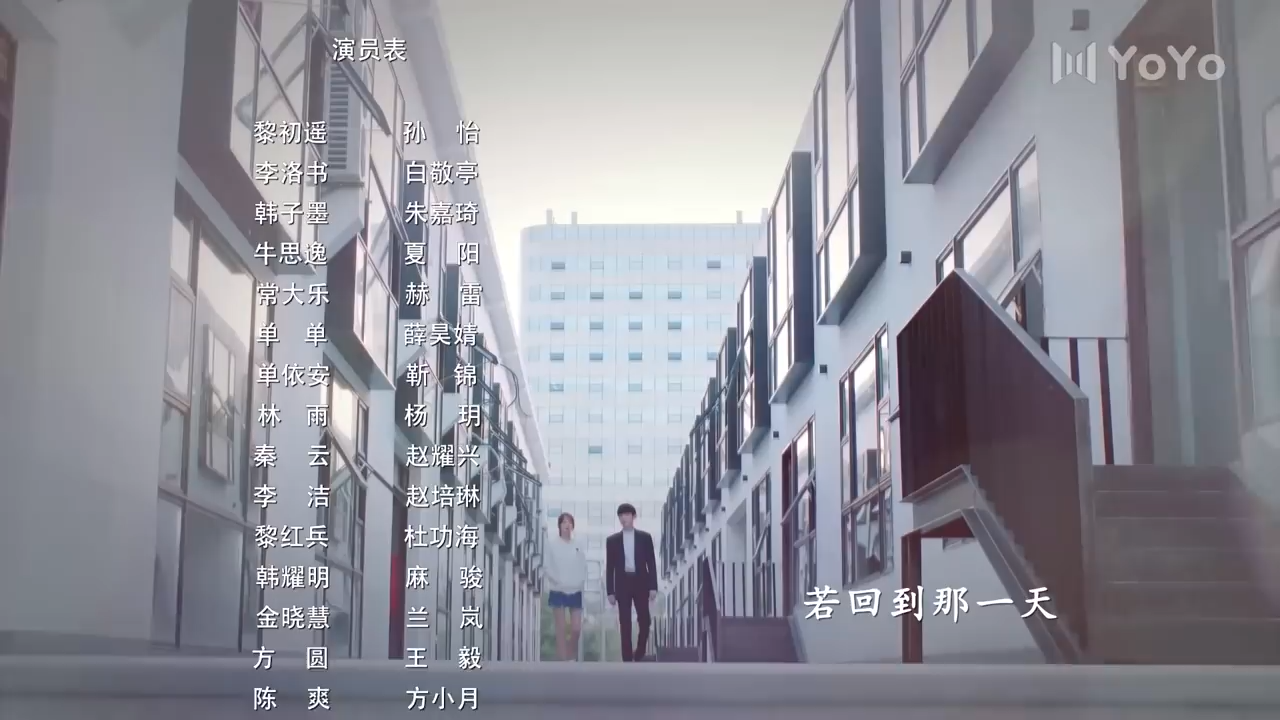 演员表
YoYo
黎初遥 孙怡
李洛书 白敬亭
韩子墨 朱嘉琦
牛思逸 夏阳
常大乐 赫雷
单单 薛昊婧
单依安 靳锦
林雨 杨玥
秦云 赵耀兴
李洁 赵培琳
黎红兵 杜功海
韩耀明 麻骏
金晓慧 兰岚
方圆 王毅
陈爽 方小月
若回到那一天